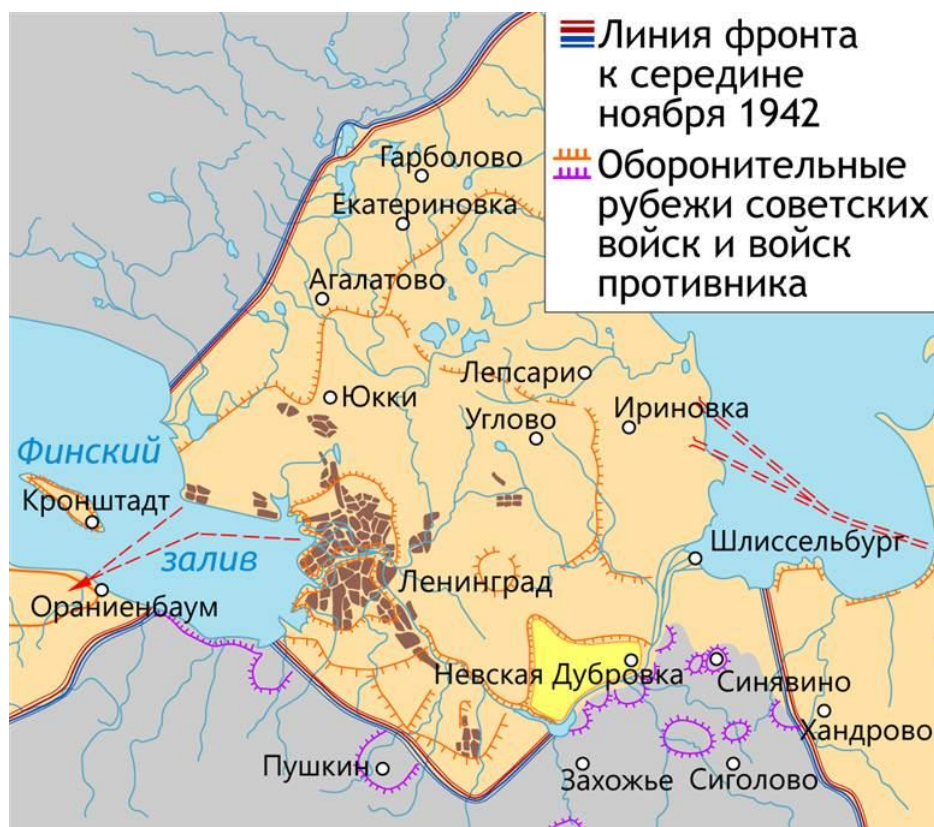 Линия фронта
к середине
ноября 1942
Оборонительные
рубежи советских
войск и войск
противника
Гарболово
Екатериновка
Агалатово
Лепсари
Юкки
Углово
Ириновка
Финский
Кронштадт
залив
Шлиссельбург
Ленинград
Ораниенбаум
Невская Дубровка
Синявино
Хандрово
Пушкин
Захожье
Сиголово